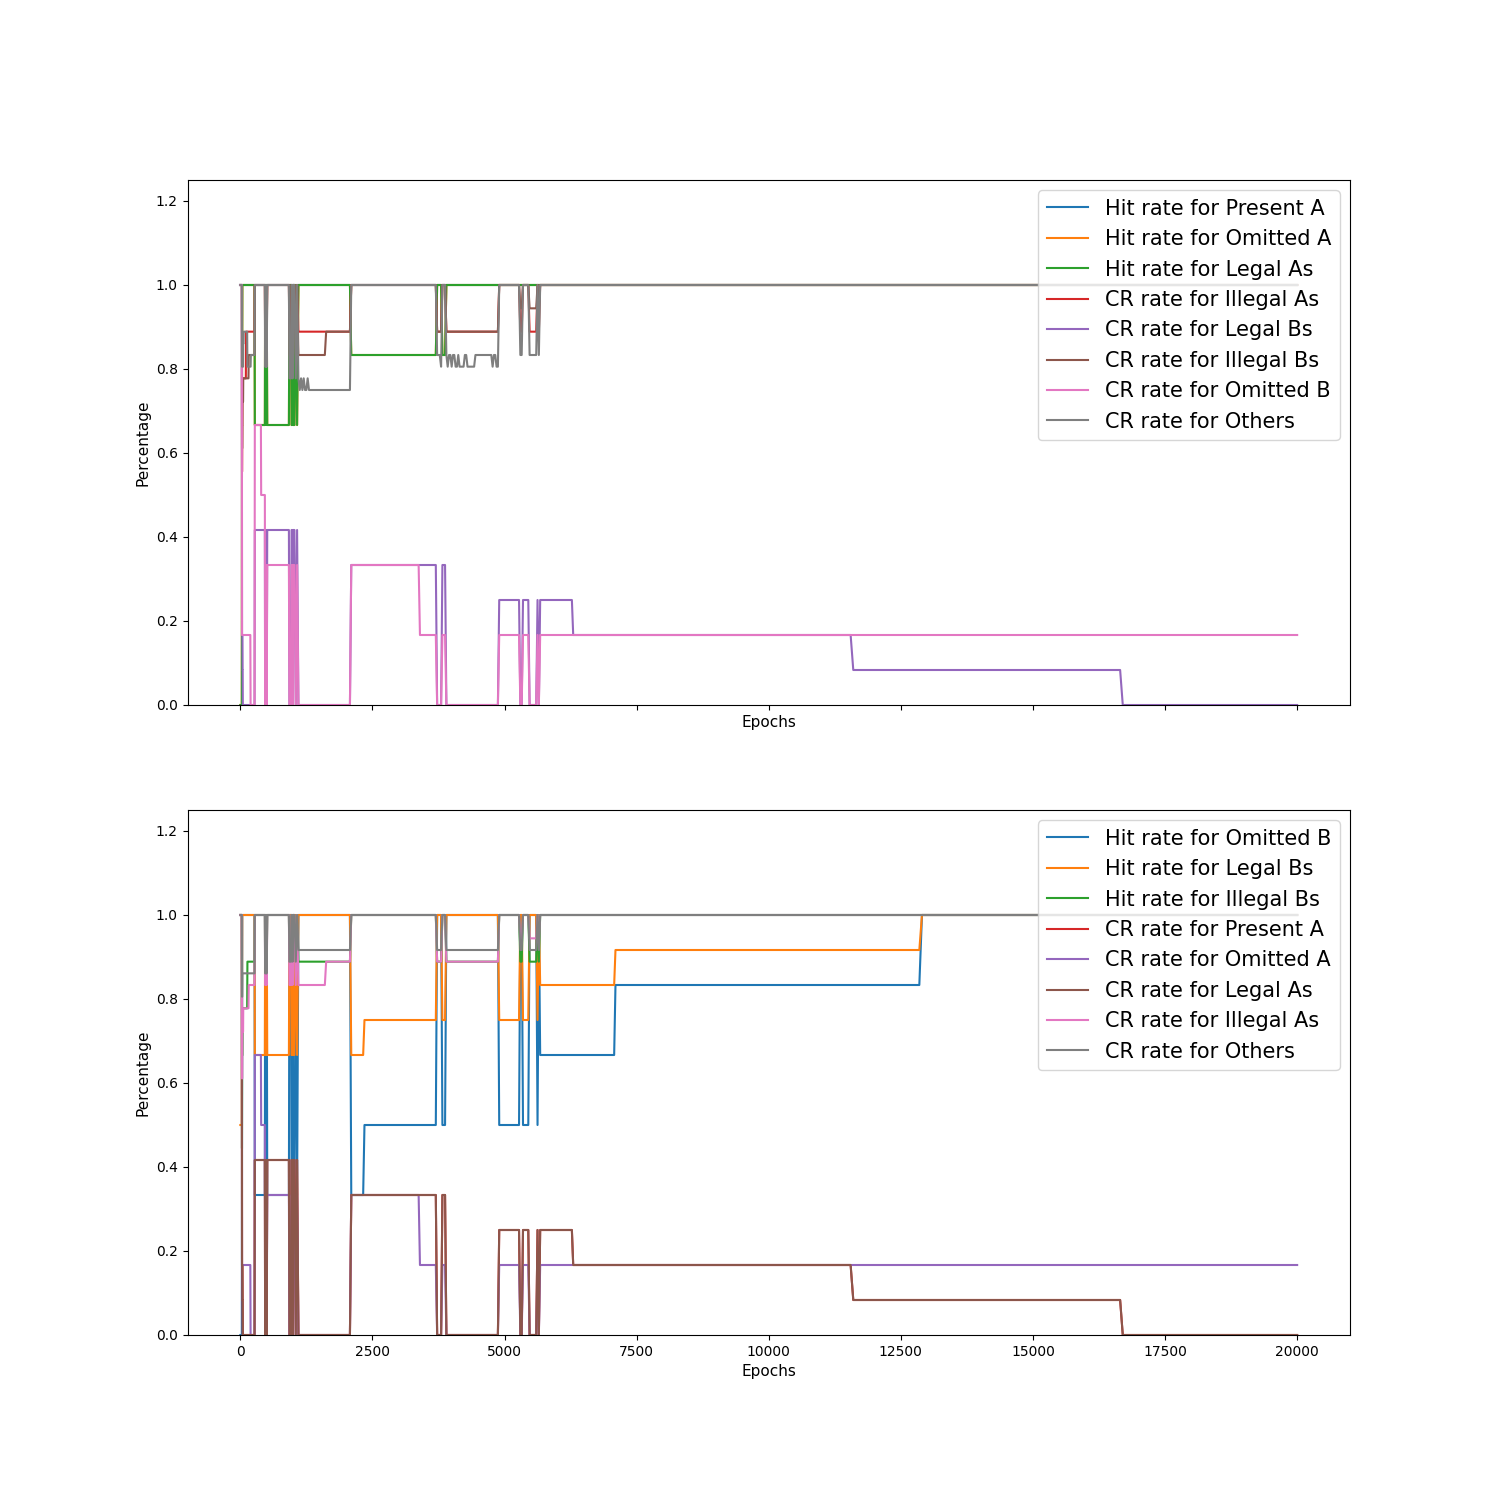 1.2
1.0
0.8
0.6
0.4
0.2
0.0
Percentage
Epochs
Hit rate for Present A
Hit rate for Omitted A
Hit rate for Legal As
CR rate for Illegal As
CR rate for Legal Bs
CR rate for Illegal Bs
CR rate for Omitted B
CR rate for Others
1.2
1.0
0.8
0.6
0.4
0.2
0.0
Percentage
0 2500 5000 7500 10000 12500 15000 17500 20000
Epochs
Hit rate for Omitted B
Hit rate for Legal Bs
Hit rate for Illegal Bs
CR rate for Present A
CR rate for Omitted A
CR rate for Legal As
CR rate for Illegal As
CR rate for Others